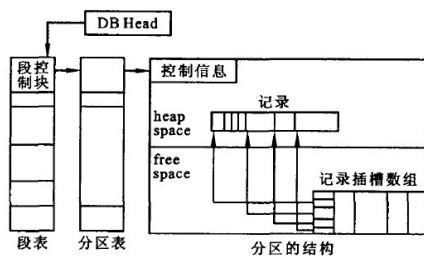 DB Head
段控
制块
控制信息
记录
heap
space
free
space
记录插槽数组
段表
分区表
分区的结构